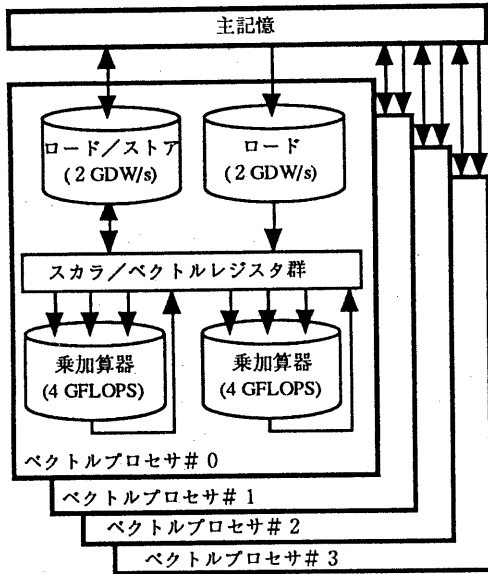 主記憶
ロード／ストア
(2 GDW/s)
ロード
(2 GDW/s)
スカラ／ベクトルレジスタ群
乗加算器
(4 GFLOPS)
乗加算器
(4 GFLOPS)
ベクトルプロセサ＃0
ベクトルプロセサ＃1
ベクトルプロセサ＃2
ベクトルプロセサ＃3